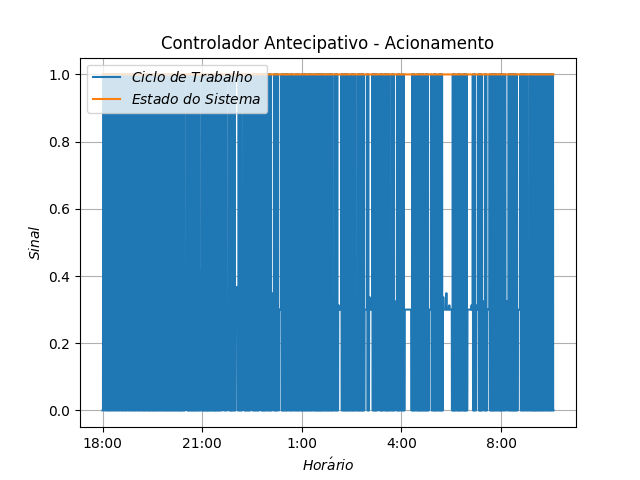 Controlador Antecipativo - Acionamento
Ciclo de Trabalho
Estado do Sistema
Sinal
1.0
0.8
0.6
0.4
0.2
0.0
18:00 21:00 1:00 4:00 8:00
Horário